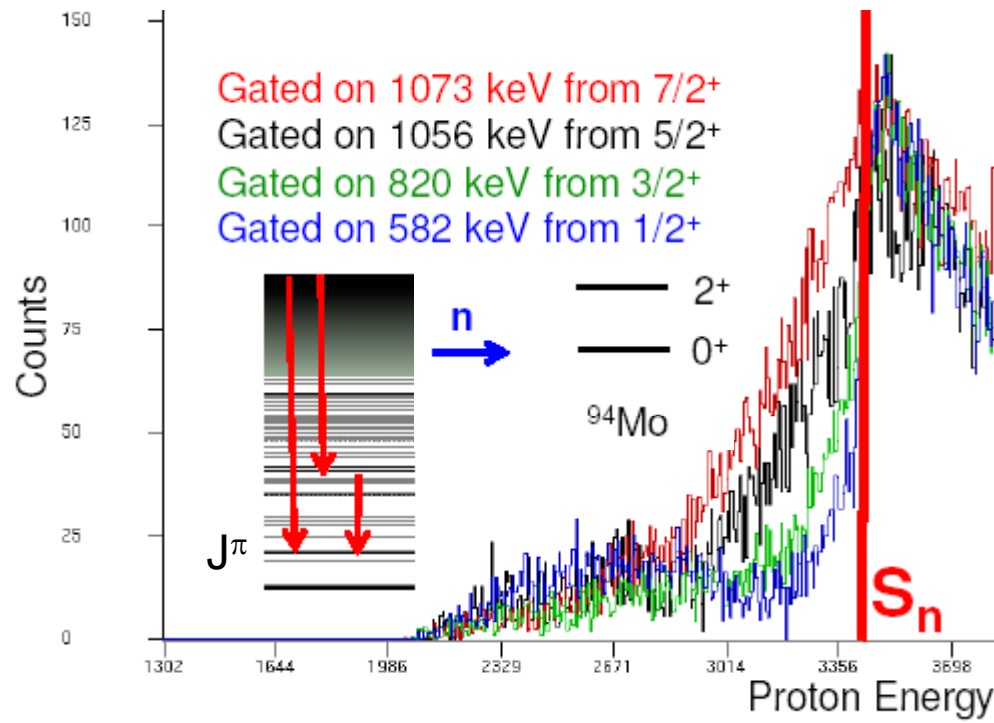 150
Gated on 1073 keV from 7/2⁺
125
Gated on 1056 keV from 5/2⁺
Gated on 820 keV from 3/2⁺
100
Gated on 582 keV from 1/2⁺
Counts
n
2⁺
75
0⁺
⁹⁴Mo
50
25
Jπ
Sn
0
1302 1644 1986 2329 2671 3014 3356 3698
Proton Energy